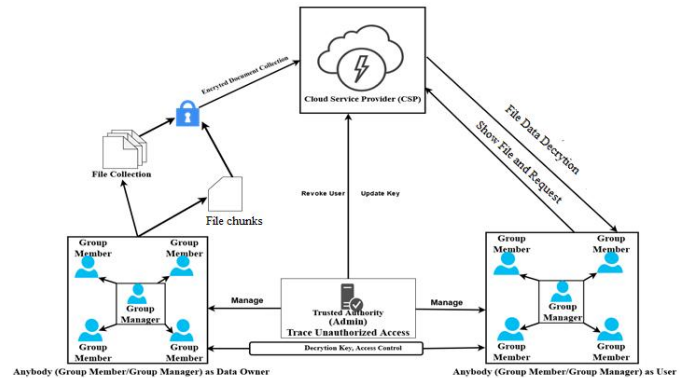 Encryted Document Collection
Cloud Service Provider (CSP)
File Data Decrytion
Show File and Request
File Collection
File chunks
Revoke User
Update Key
Group
Member
Group
Member
Group
Manager
Group
Member
Group
Member
Manage
Trusted Authority
(Admin)
Trace Unauthorized Access
Manage
Decrytion Key, Access Control
Group
Member
Group
Member
Group
Manager
Group
Member
Group
Member
Anybody (Group Member/Group Manager) as Data Owner
Anybody (Group Member/Group Manager) as User